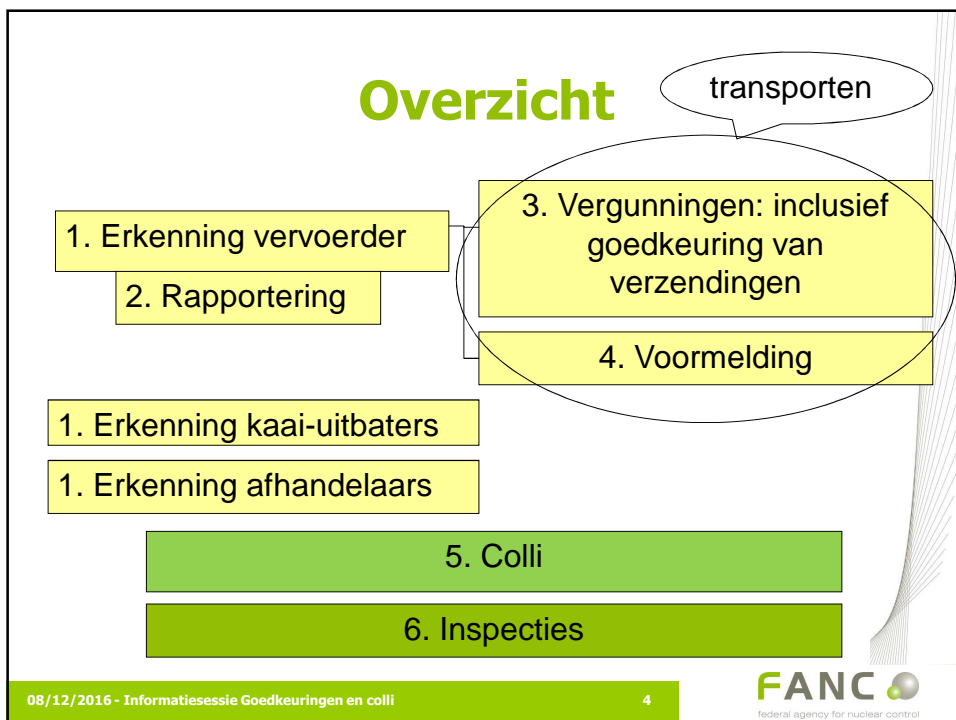 Overzicht
transporten
1. Erkenning vervoerder
2. Rapportering
3. Vergunningen: inclusief
goedkeuring van
verzendingen
4. Voormelding
1. Erkenning kaai-uitbaters
1. Erkenning afhandelaars
5. Colli
6. Inspecties
08/12/2016 - Informatiesessie Goedkeuringen en colli
4
FANC
federal agency for nuclear control